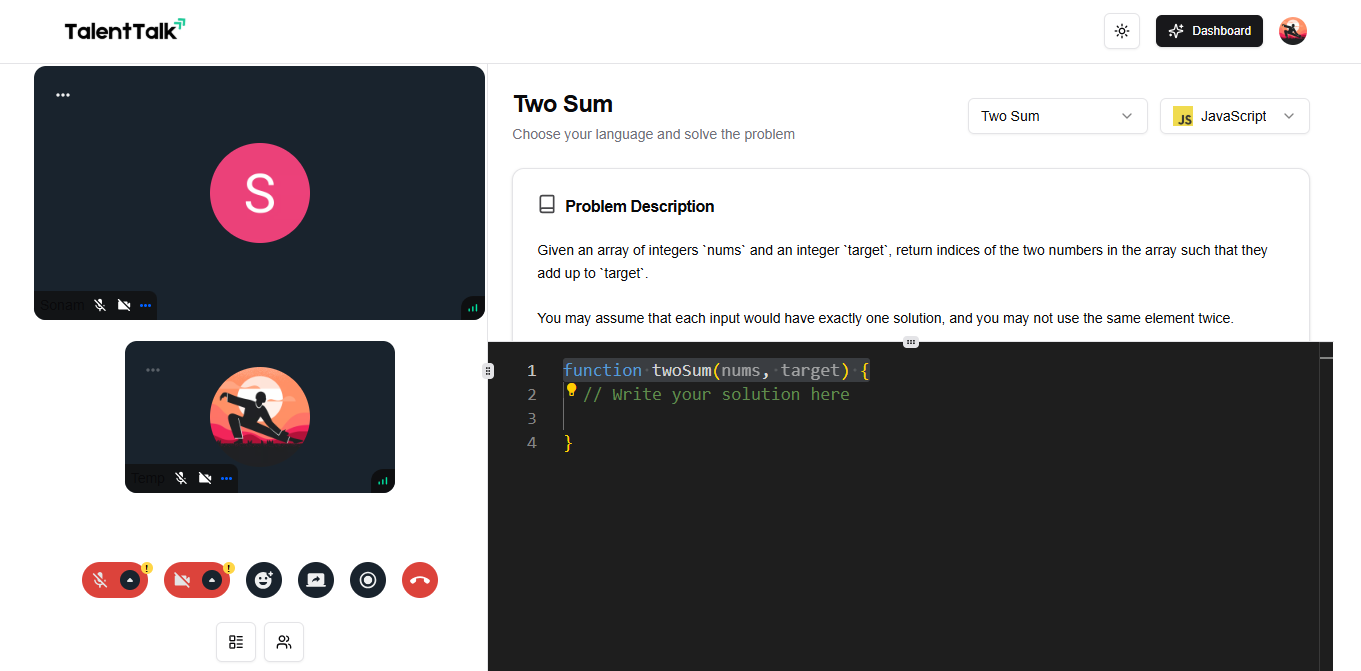 TalentTalk
Dashboard
S
Sonam
Temp
Two Sum
Choose your language and solve the problem
Two Sum
JS JavaScript
Problem Description
Given an array of integers `nums` and an integer `target`, return indices of the two numbers in the array such that they
add up to `target`.
You may assume that each input would have exactly one solution, and you may not use the same element twice.
1 function twoSum(nums, target) {
2 // Write your solution here
3
4 }